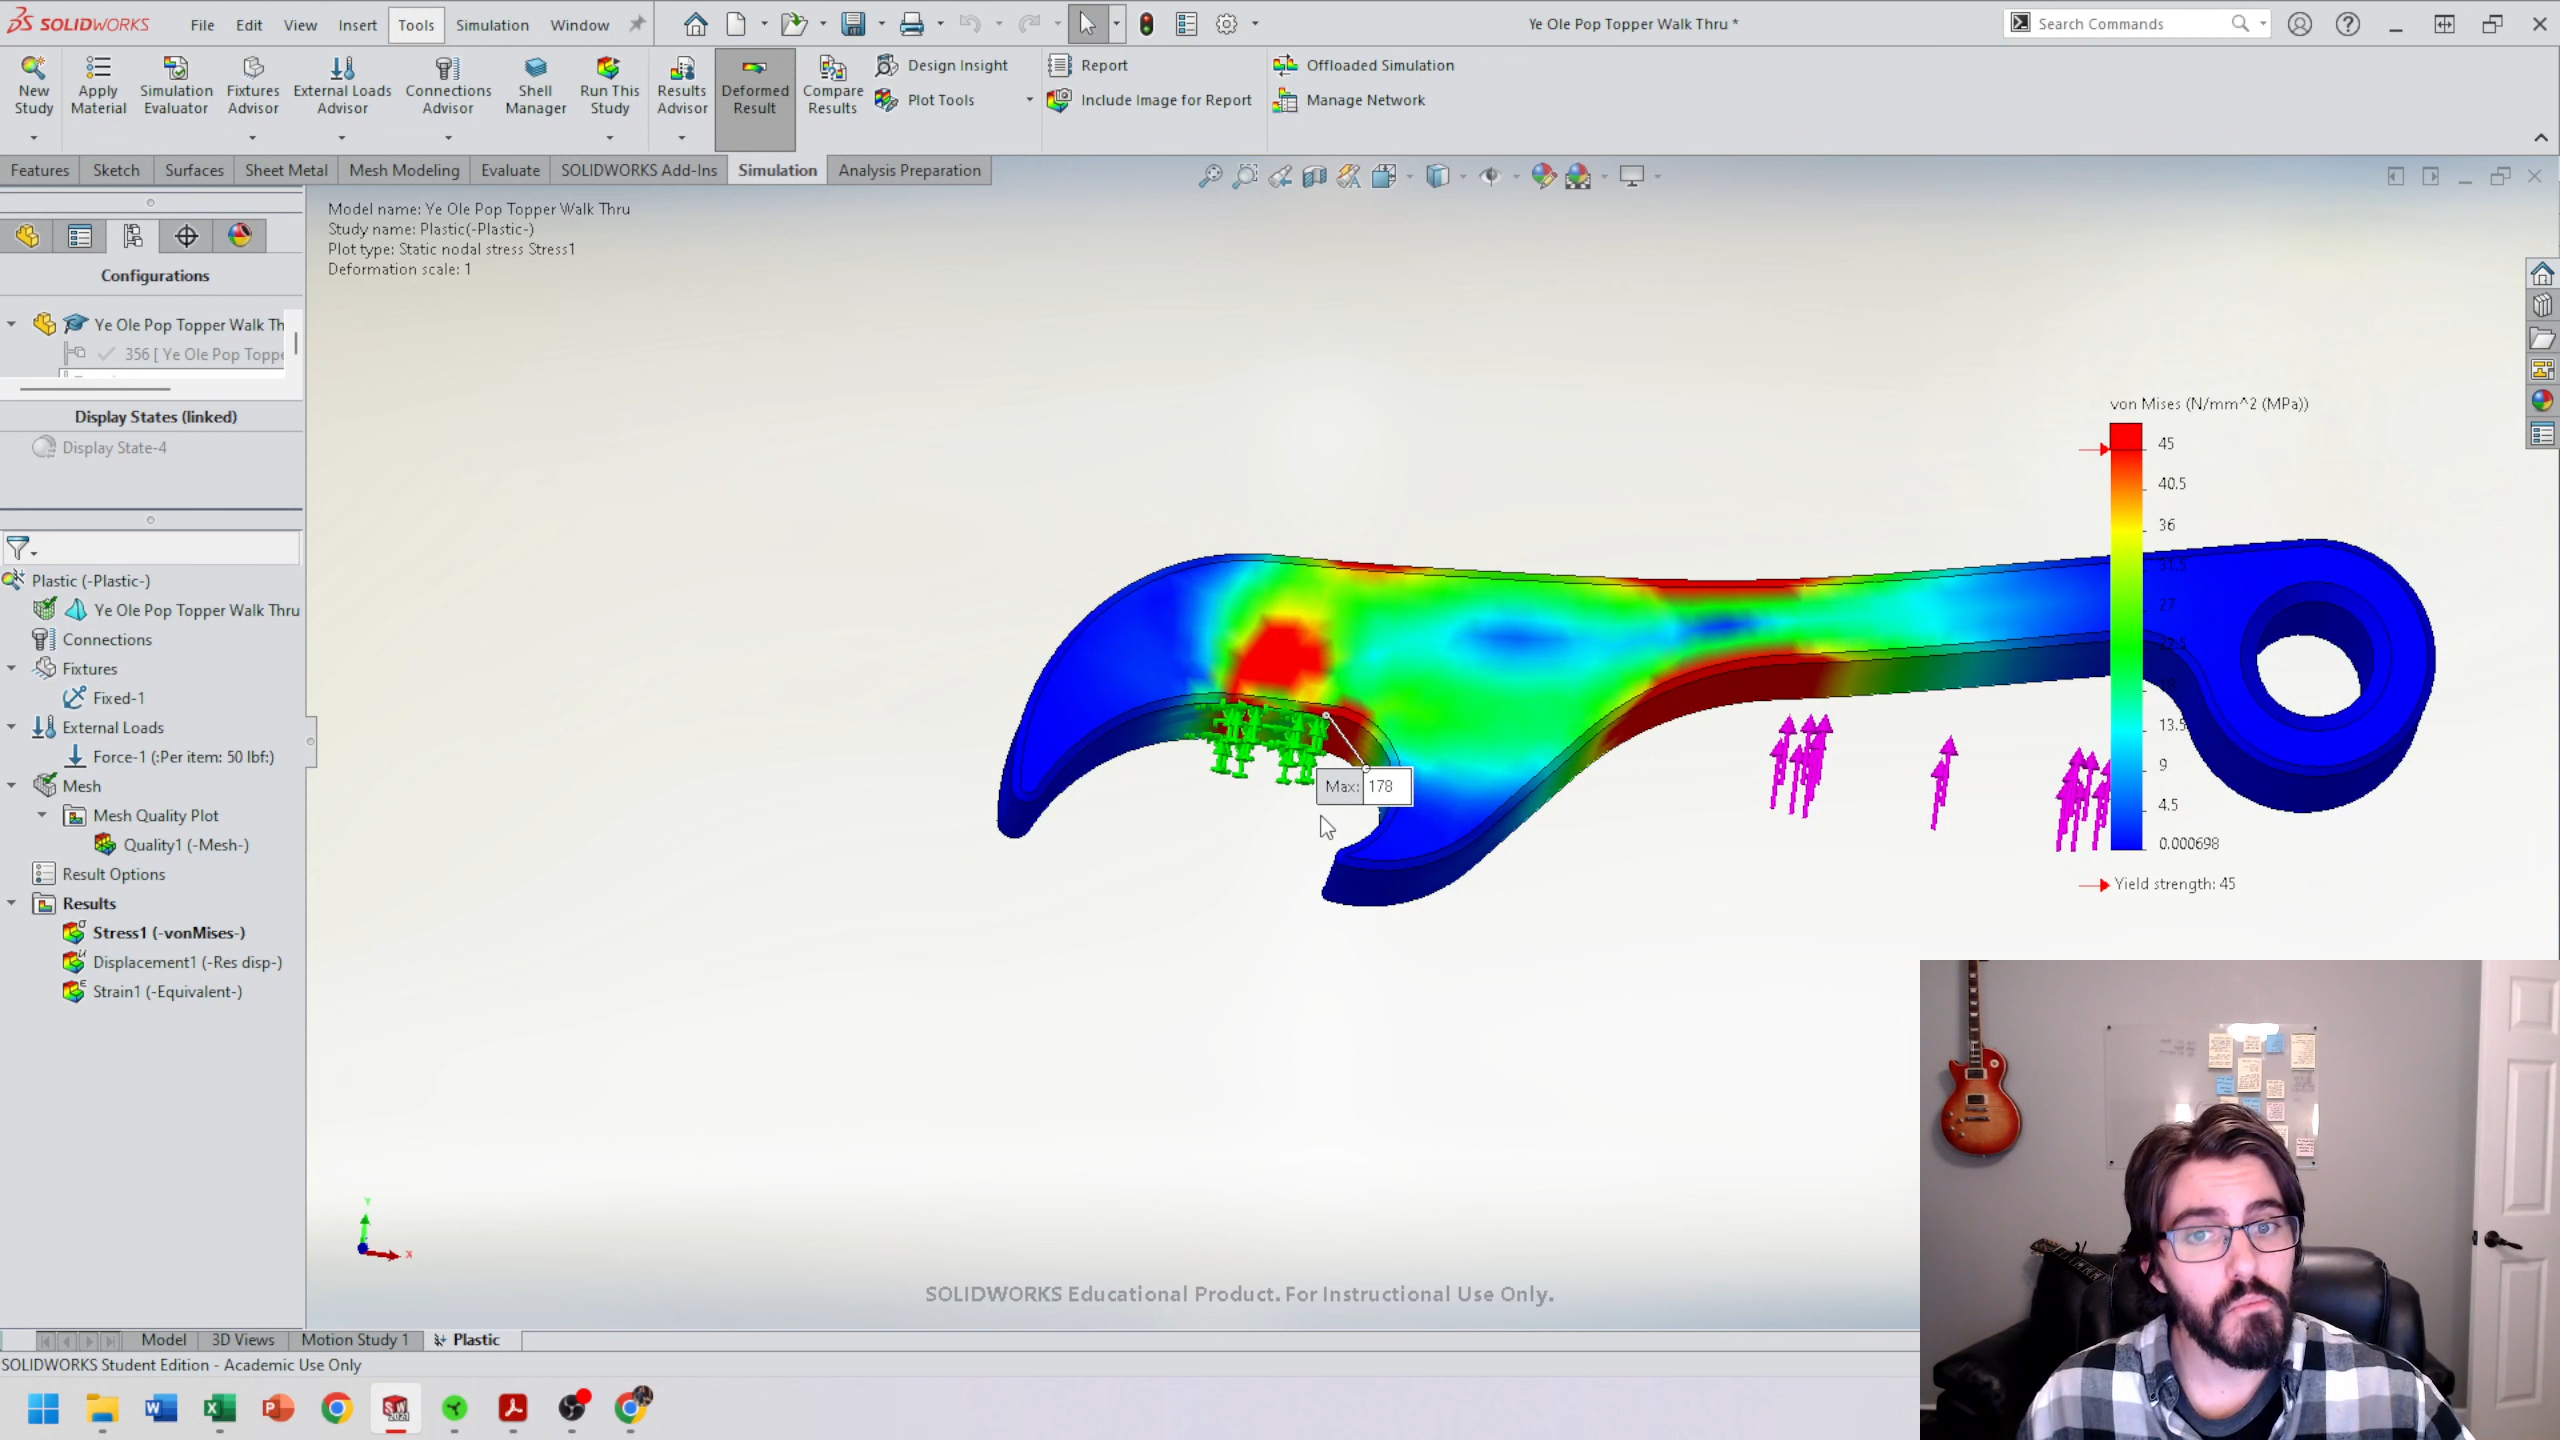 SOLIDWORKS
File Edit View Insert Tools Simulation Window
Ye Ole Pop Topper Walk Thru *
Search Commands
New Study
Apply Material
Simulation Evaluator
Fixtures Advisor
External Loads Advisor
Connections Advisor
Shell Manager
Run This Study
Results Advisor
Deformed Result
Compare Results
Design Insight
Plot Tools
Report
Include Image for Report
Offloaded Simulation
Manage Network
Features Sketch Surfaces Sheet Metal Mesh Modeling Evaluate SOLIDWORKS Add-Ins Simulation Analysis Preparation
Configurations
Ye Ole Pop Topper Walk Th
356 [ Ye Ole Pop Toppe
Display States (linked)
Display State-4
Plastic (-Plastic-)
Ye Ole Pop Topper Walk Thru
Connections
Fixtures
Fixed-1
External Loads
Force-1 (:Per item: 50 lbf:)
Mesh
Mesh Quality Plot
Quality1 (-Mesh-)
Result Options
Results
Stress1 (-vonMises-)
Displacement1 (-Res disp-)
Strain1 (-Equivalent-)
Model name: Ye Ole Pop Topper Walk Thru
Study name: Plastic(-Plastic-)
Plot type: Static nodal stress Stress1
Deformation scale: 1
von Mises (N/mm^2 (MPa))
45
40.5
36
31.5
27
22.5
18
13.5
9
4.5
0.000698
Yield strength: 45
Max: 178
Y
X
SOLIDWORKS Educational Product. For Instructional Use Only.
Model 3D Views Motion Study 1 Plastic
SOLIDWORKS Student Edition - Academic Use Only